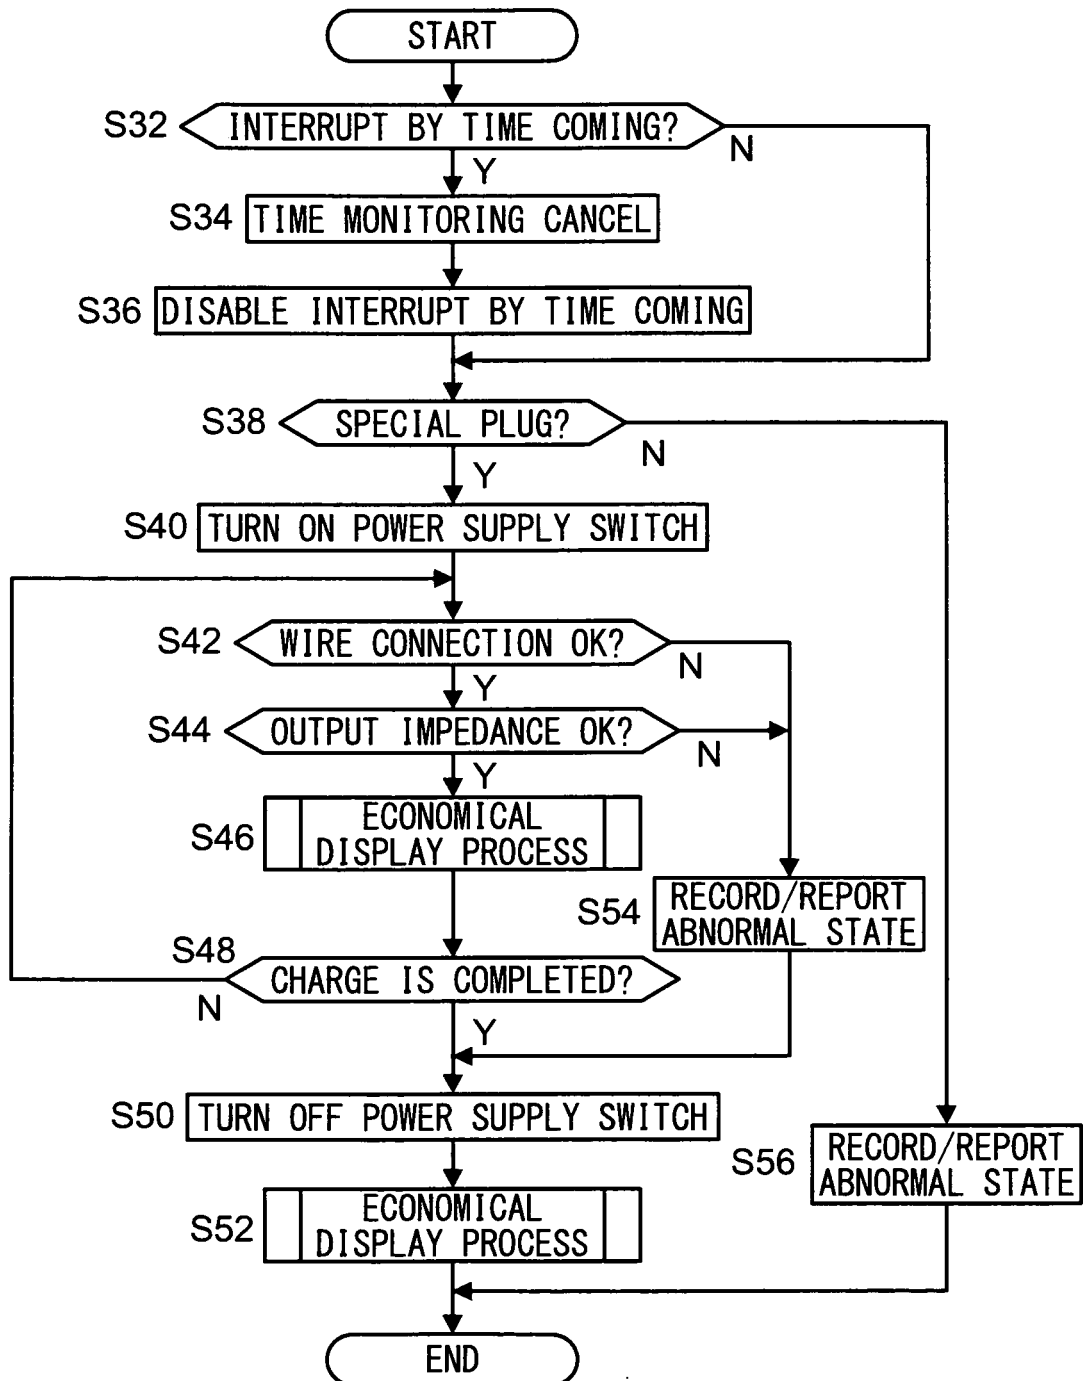 START
S32
INTERRUPT BY TIME COMING?
N
Y
S34
TIME MONITORING CANCEL
S36
DISABLE INTERRUPT BY TIME COMING
S38
SPECIAL PLUG?
N
Y
S40
TURN ON POWER SUPPLY SWITCH
S42
WIRE CONNECTION OK?
N
Y
S44
OUTPUT IMPEDANCE OK?
N
Y
S46
ECONOMICAL
DISPLAY PROCESS
S54
RECORD/REPORT
ABNORMAL STATE
S48
CHARGE IS COMPLETED?
N
Y
S50
TURN OFF POWER SUPPLY SWITCH
S56
RECORD/REPORT
ABNORMAL STATE
S52
ECONOMICAL
DISPLAY PROCESS
END